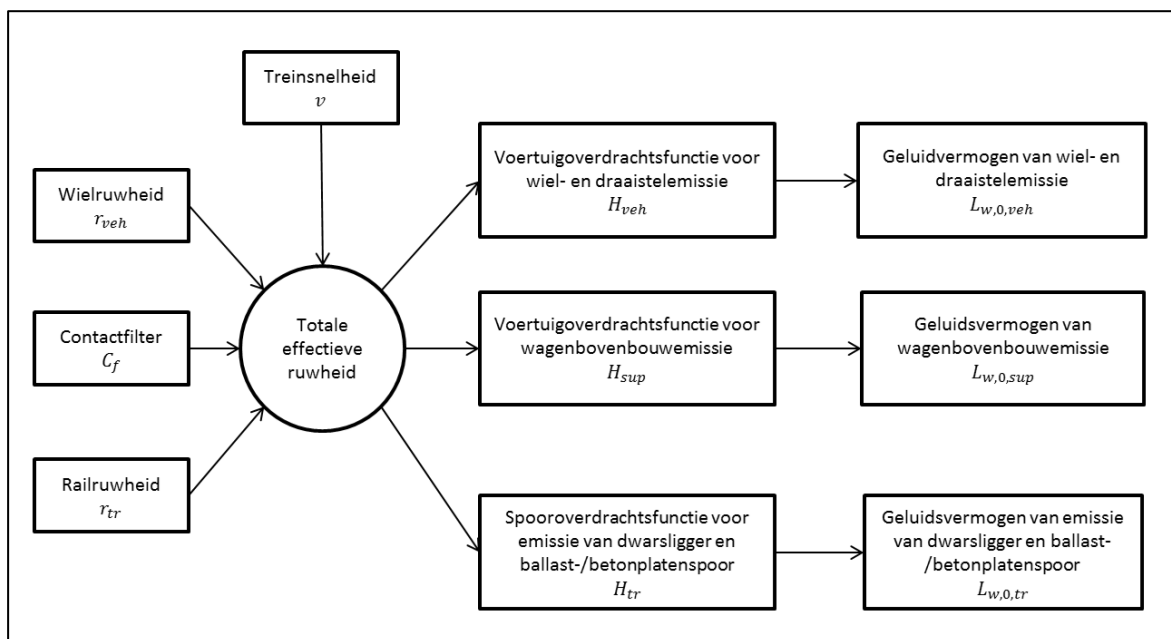 Treinsnelheid
v
Wielruwheid
r_veh
Contactfilter
C_f
Railruwheid
r_tr
Totale
effectieve
ruwheid
Voertuigoverdrachtsfunctie voor
wiel- en draaistelemissie
H_veh
Geluidvermogen van wiel- en
draaistelemissie
L_w,0,veh
Voertuigoverdrachtsfunctie voor
wagenbovenbouwemissie
H_sup
Geluidsvermogen van
wagenbovenbouwemissie
L_w,0,sup
Spooroverdrachtsfunctie voor
emissie van dwarsligger en
ballast-/betonplatenspoor
H_tr
Geluidsvermogen van emissie
van dwarsligger en ballast-
/betonplatenspoor
L_w,0,tr